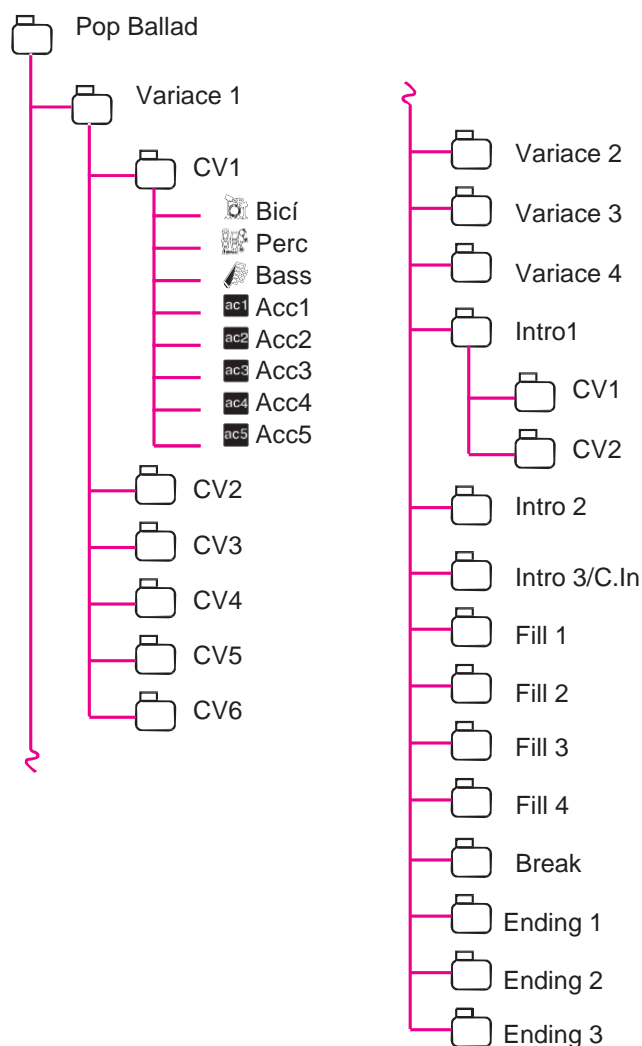 Pop Ballad
Variace 1
CV1
Bicí
Perc
Bass
ac1 Acc1
ac2 Acc2
ac3 Acc3
ac4 Acc4
ac5 Acc5
CV2
CV3
CV4
CV5
CV6
Variace 2
Variace 3
Variace 4
Intro1
CV1
CV2
Intro 2
Intro 3/C.In
Fill 1
Fill 2
Fill 3
Fill 4
Break
Ending 1
Ending 2
Ending 3